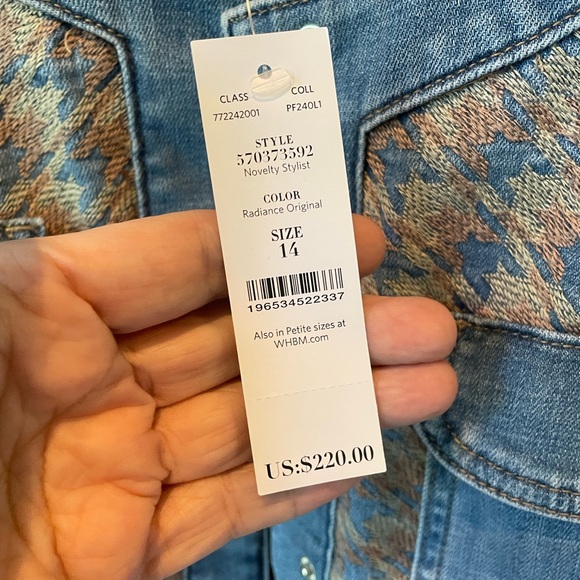 CLASS COLL
772242001 PF240L1
STYLE
570373592
Novelty Stylist
COLOR
Radiance Original
SIZE
14
196534522337
Also in Petite sizes at
WHBM.com
US:$220.00